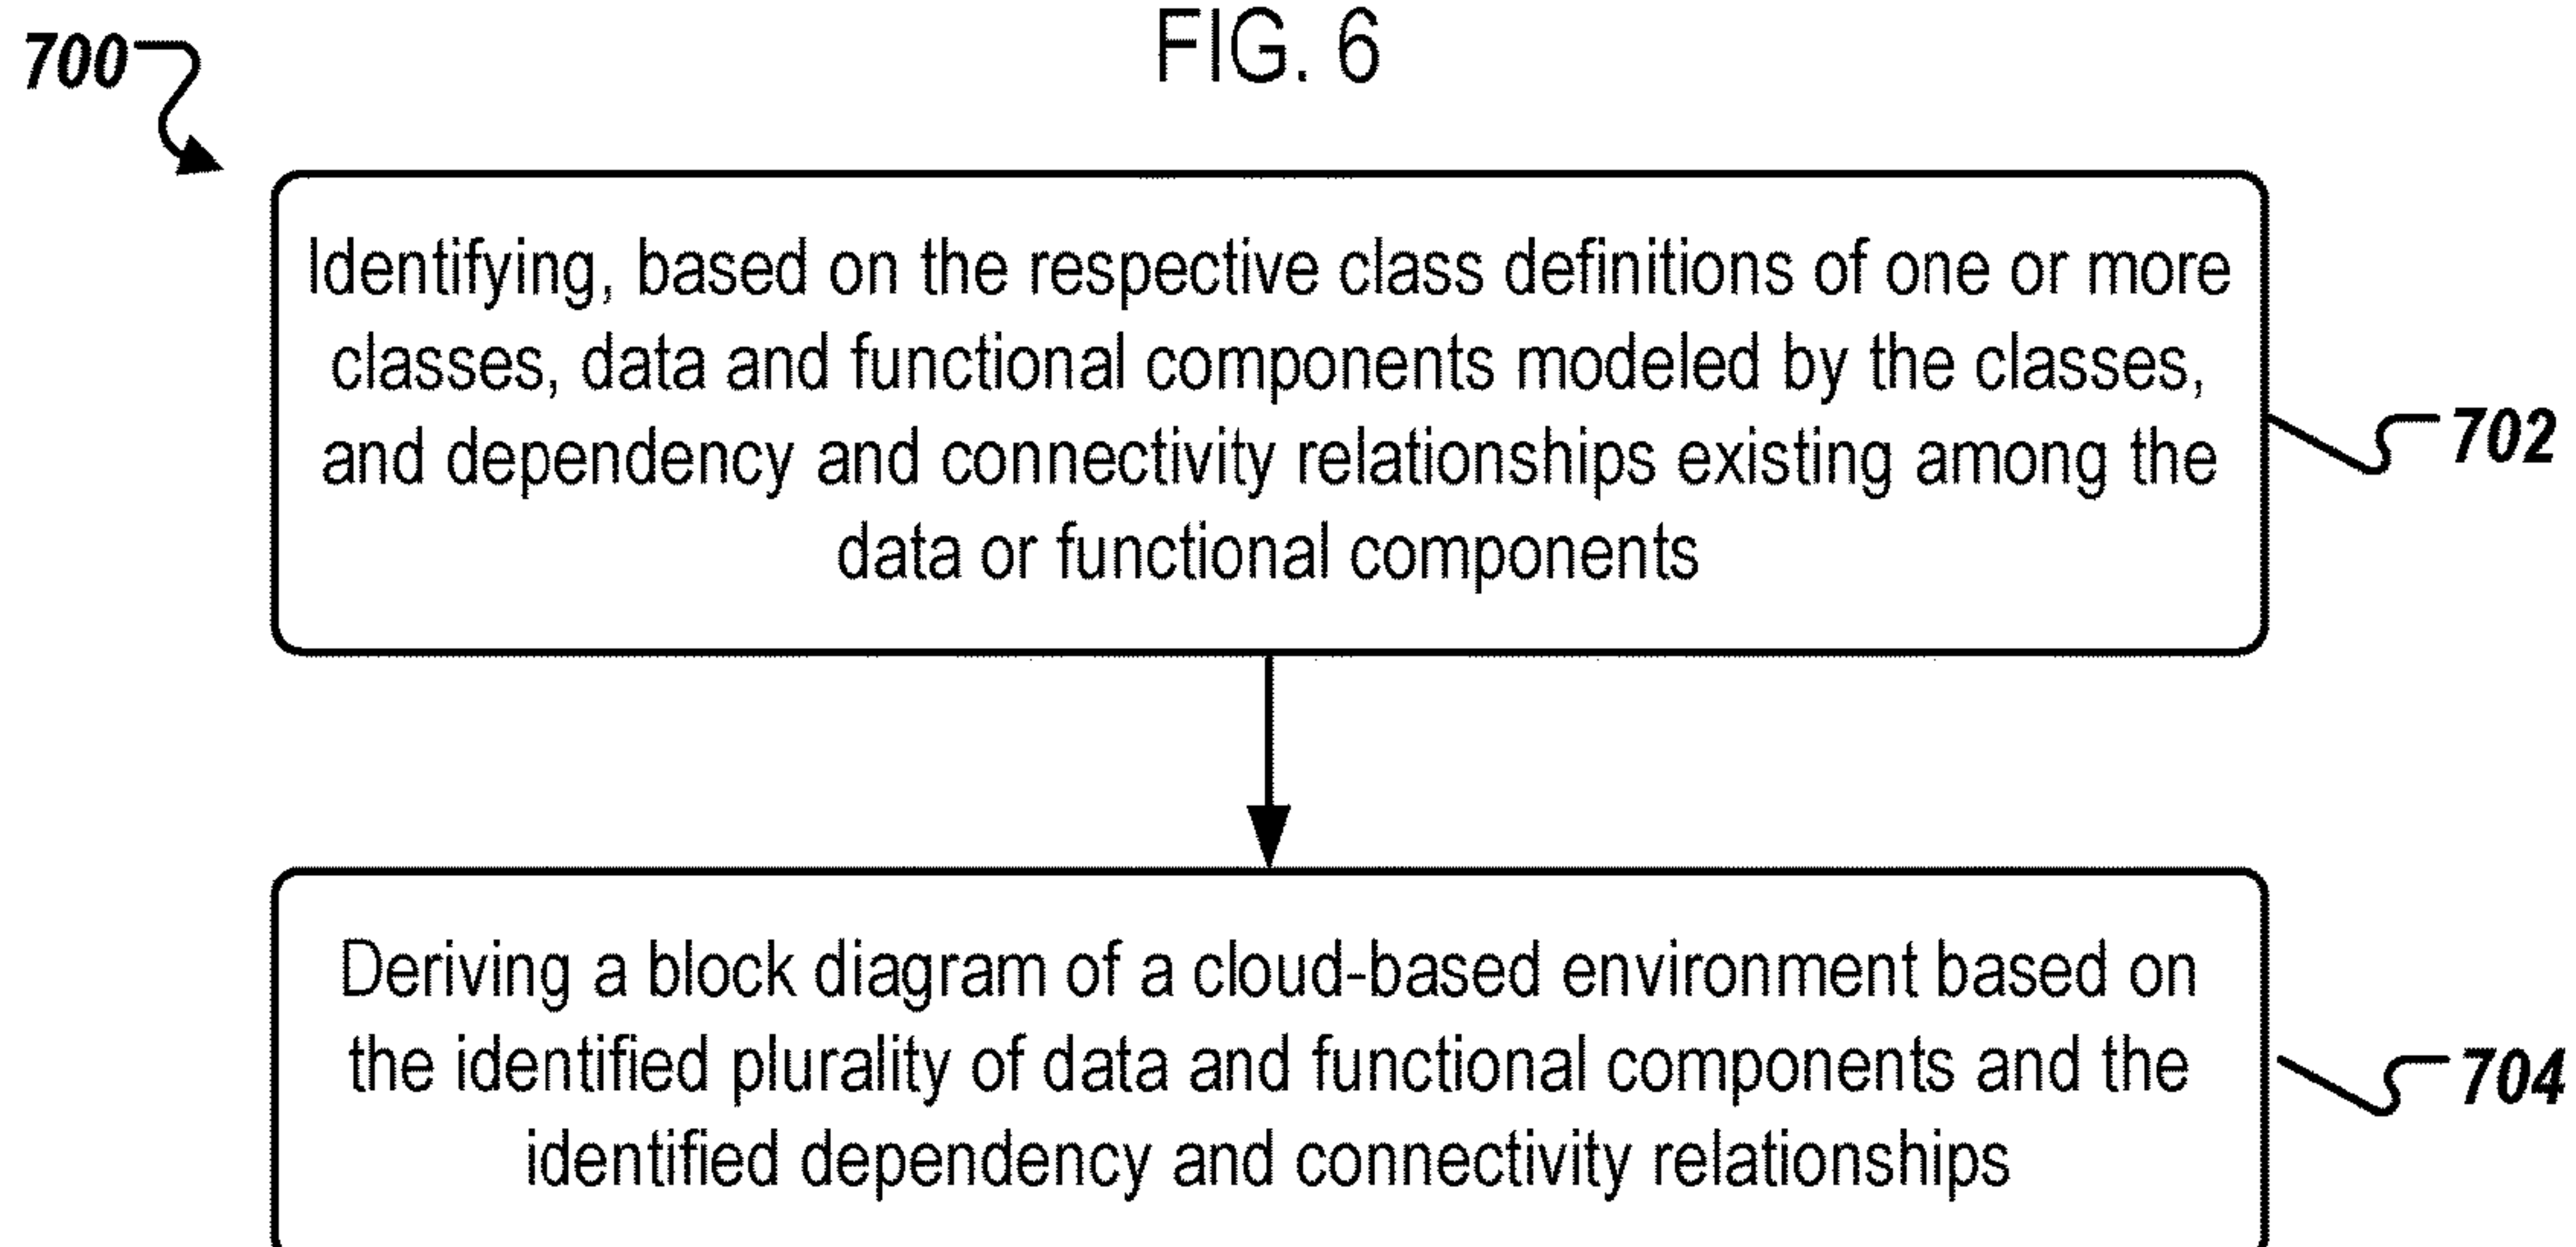 FIG. 6
700
Identifying, based on the respective class definitions of one or more
classes, data and functional components modeled by the classes,
and dependency and connectivity relationships existing among the
data or functional components
702
Deriving a block diagram of a cloud-based environment based on
the identified plurality of data and functional components and the
identified dependency and connectivity relationships
704